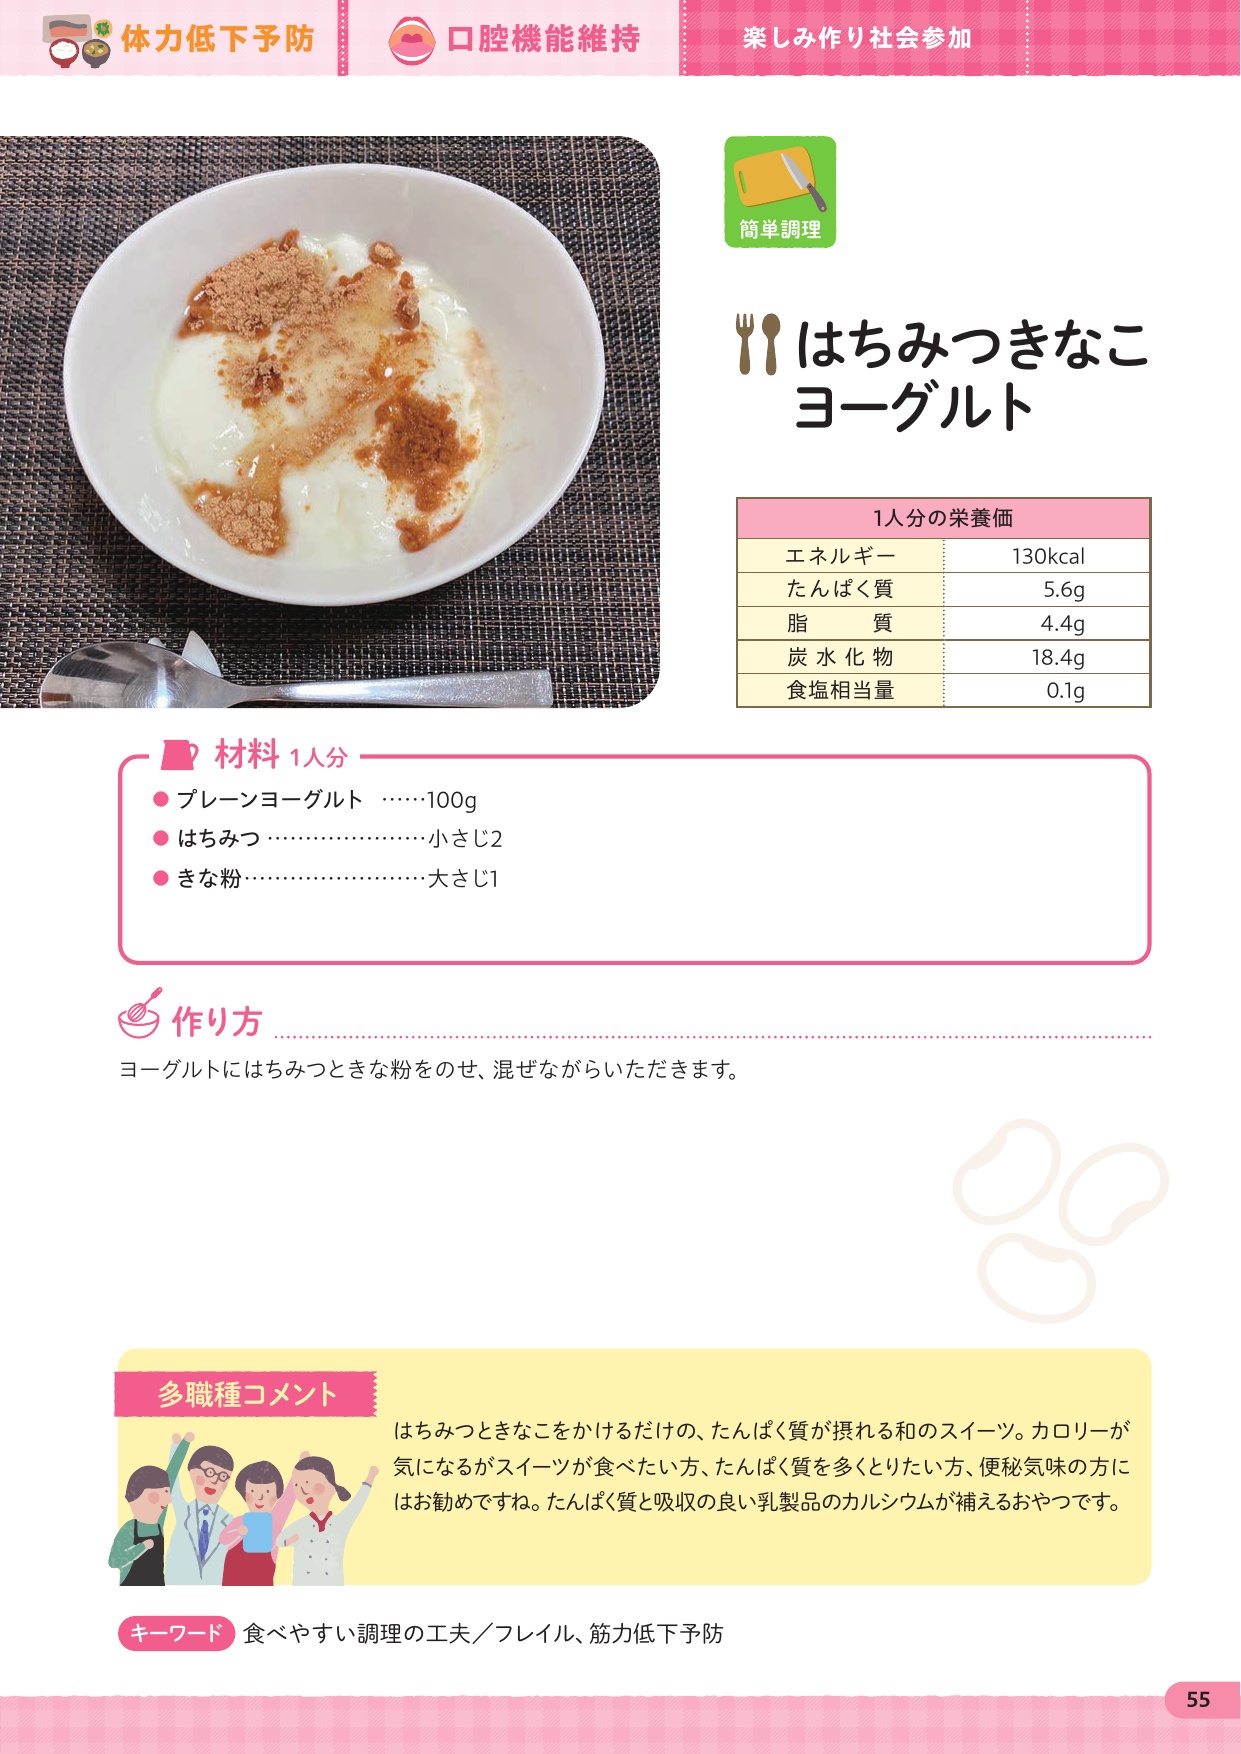 体力低下予防
口腔機能維持
楽しみ作り社会参加
簡単調理
はちみつきなこ
ヨーグルト
1人分の栄養価
エネルギー 130kcal
たんぱく質 5.6g
脂質 4.4g
炭水化物 18.4g
食塩相当量 0.1g
材料 1人分
● プレーンヨーグルト ……100g
● はちみつ …………………小さじ2
● きな粉……………………大さじ1
作り方
ヨーグルトにはちみつときな粉をのせ、混ぜながらいただきます。
多職種コメント
はちみつときなこをかけるだけの、たんぱく質が摂れる和のスイーツ。カロリーが
気になるがスイーツが食べたい方、たんぱく質を多くとりたい方、便秘気味の方に
はお勧めですね。たんぱく質と吸収の良い乳製品のカルシウムが補えるおやつです。
キーワード 食べやすい調理の工夫／フレイル、筋力低下予防
55